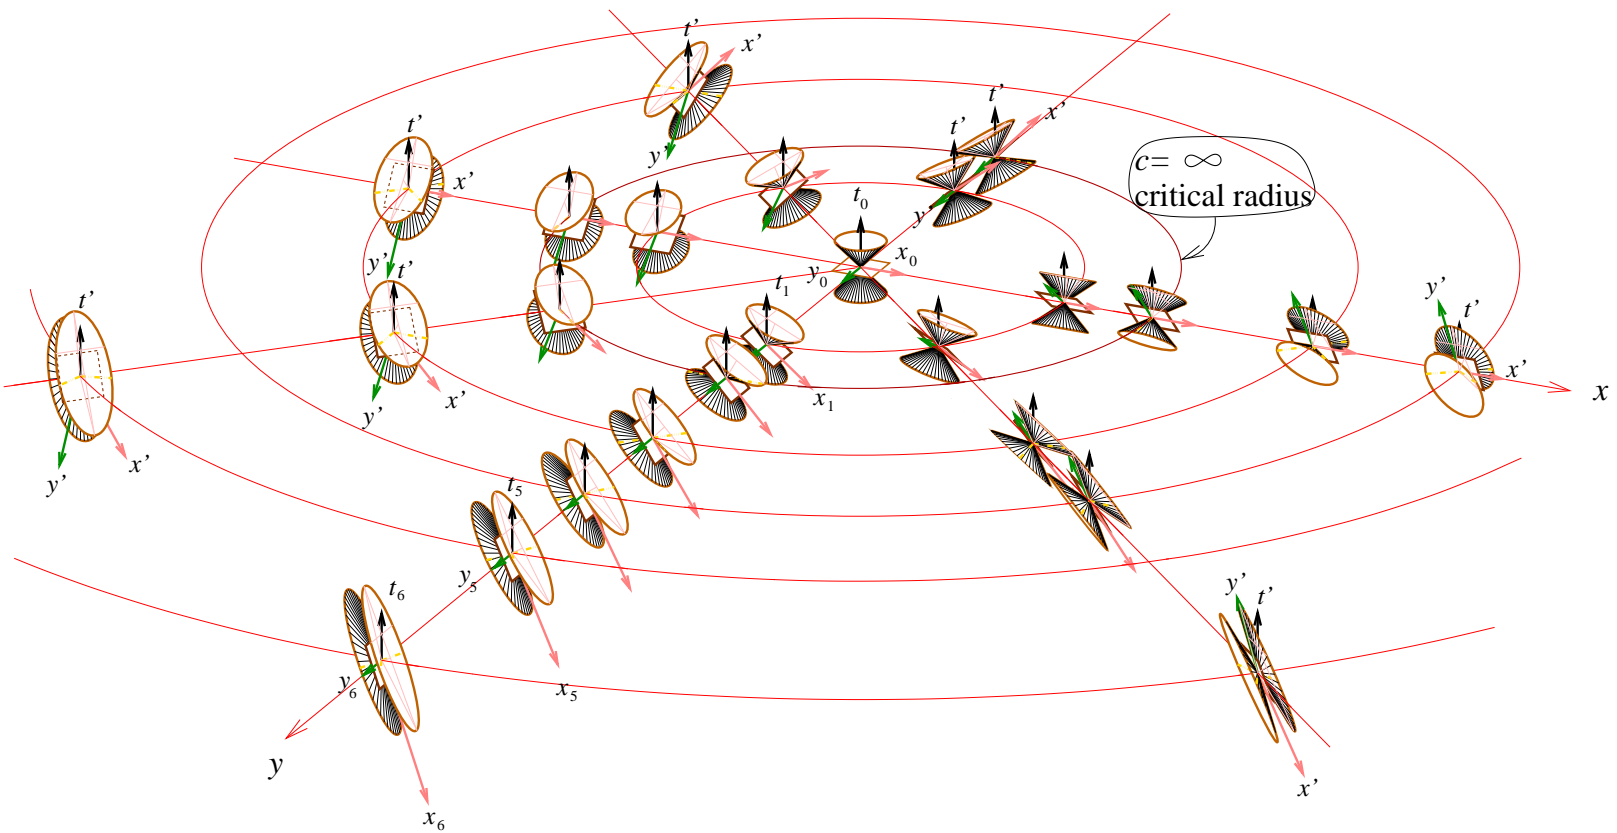 t’
x’
y’
t’
x’
y’
t’
t’
x’
y’
c= ∞
critical radius
t₀
x₀
y₀
t₁
x₁
t’
x’
y’
t’
x’
y’
y’
t’
x’
x
t₅
y₅
x₅
t₆
y₆
x₆
y’
t’
x’
y